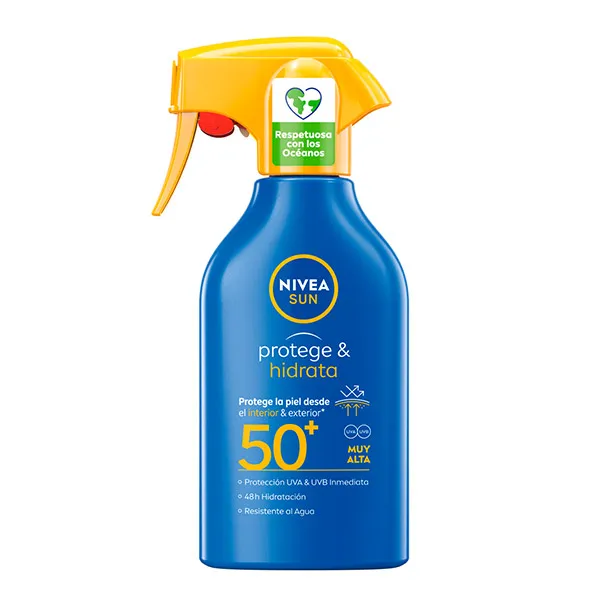 Respetuosa
con los
Océanos
NIVEA
SUN
protege &
hidrata
Protege la piel desde
el interior & exterior*
UVA UVB
50+
MUY
ALTA
Protección UVA & UVB Inmediata
48h Hidratación
Resistente al Agua